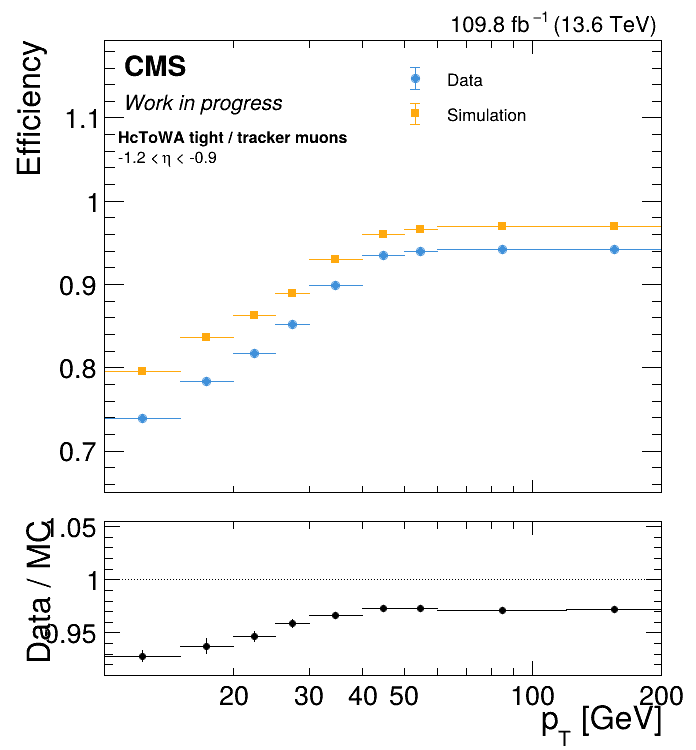 109.8 fb⁻¹ (13.6 TeV)
CMS
Work in progress
HcToWA tight / tracker muons
-1.2 < η < -0.9
Data
Simulation
Efficiency
1.1
1
0.9
0.8
0.7
Data / MC
1.05
1
0.95
20 30 40 50 100 200
p_T [GeV]